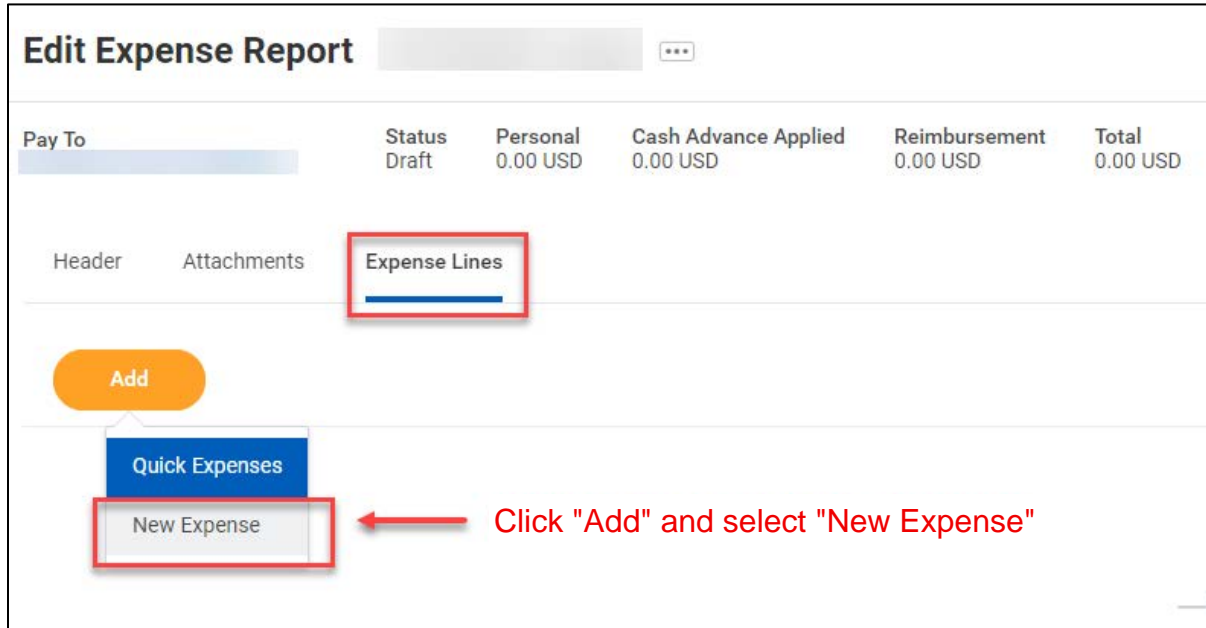 Edit Expense Report
Pay To
Status Personal Cash Advance Applied Reimbursement Total
Draft 0.00 USD 0.00 USD 0.00 USD 0.00 USD
Header Attachments Expense Lines
Add
Quick Expenses
New Expense
Click "Add" and select "New Expense"